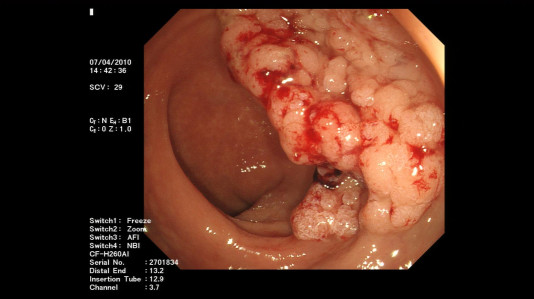 07/04/2010
14:42:36
SCV: 29
Cr:N Eh:B1
Ce:0 Z:1.0
Switch1: Freeze
Switch2: Zoom
Switch3: AFI
Switch4: NBI
CF-H260AI
Serial No. :2701834
Distal End :13.2
Insertion Tube :12.9
Channel :3.7